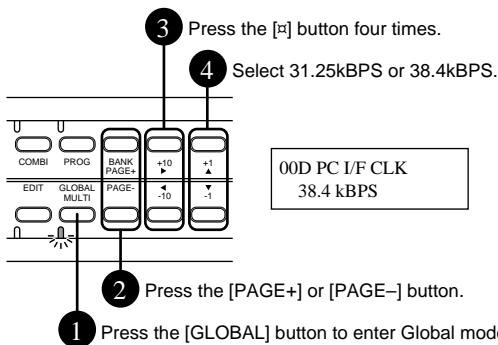 3 Press the [¤] button four times.
4 Select 31.25kBPS or 38.4kBPS.
COMBI PROG BANK PAGE+ +10 ► +1 ▲
EDIT GLOBAL MULTI PAGE- ◄ -10 ▼ -1
00D PC I/F CLK
38.4 kBPS
2 Press the [PAGE+] or [PAGE–] button.
1 Press the [GLOBAL] button to enter Global mode